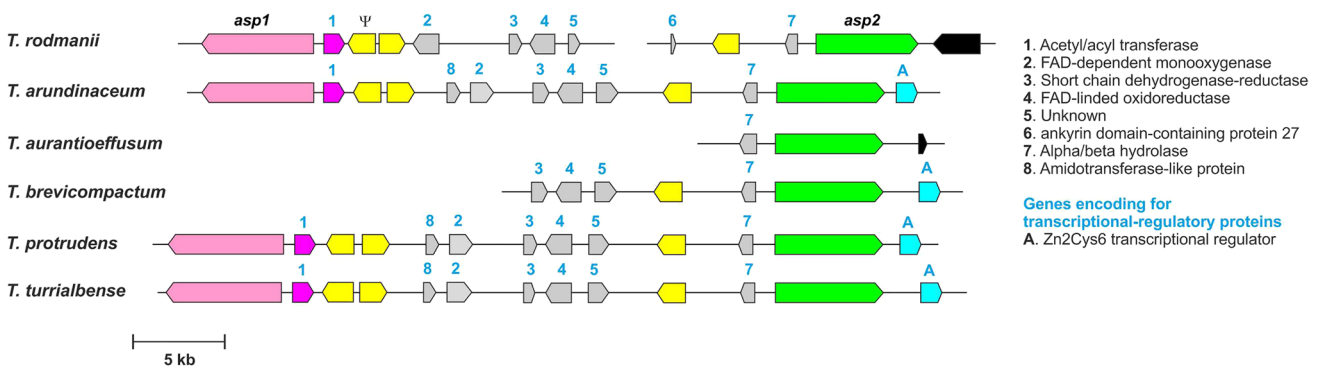 asp1 1 Ψ 2 3 4 5 6 7 asp2
T. rodmanii
1 8 2 3 4 5 7 A
T. arundinaceum
7
T. aurantioeffusum
3 4 5 7 A
T. brevicompactum
1 8 2 3 4 5 7 A
T. protrudens
1 8 2 3 4 5 7 A
T. turrialbense
5 kb
1. Acetyl/acyl transferase
2. FAD-dependent monooxygenase
3. Short chain dehydrogenase-reductase
4. FAD-linded oxidoreductase
5. Unknown
6. ankyrin domain-containing protein 27
7. Alpha/beta hydrolase
8. Amidotransferase-like protein
Genes encoding for
transcriptional-regulatory proteins
A. Zn2Cys6 transcriptional regulator